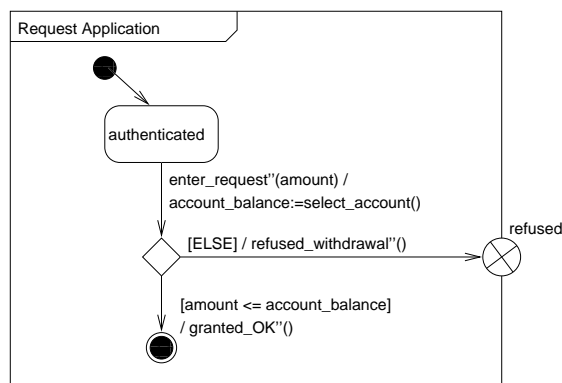 Request Application
authenticated
enter_request’’(amount) /
account_balance:=select_account()
refused
[ELSE] / refused_withdrawal’’()
[amount <= account_balance]
/ granted_OK’’()